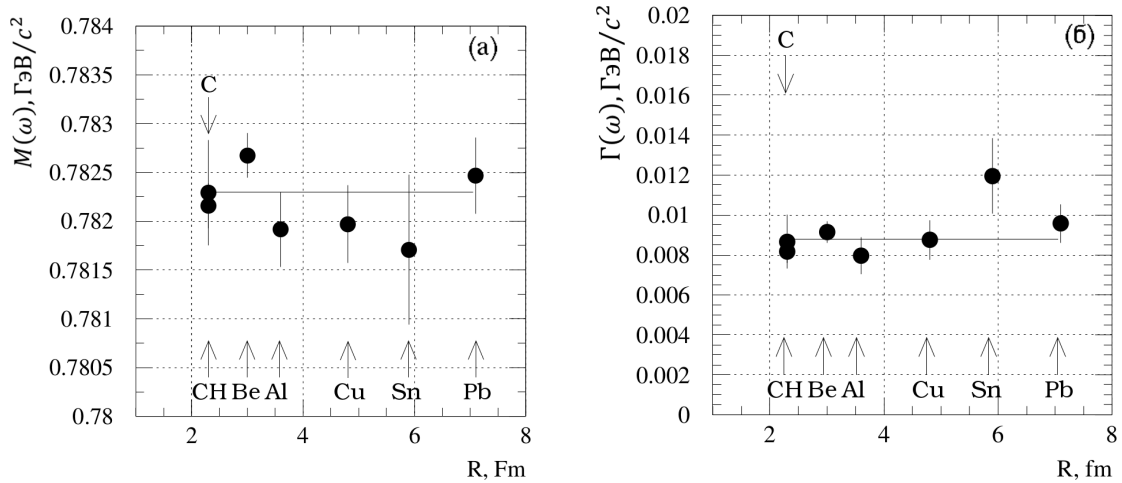 (а)
M(ω), ГэВ/c²
0.784
0.7835
0.783
0.7825
0.782
0.7815
0.781
0.7805
0.78
C
CH Be Al Cu Sn Pb
2 4 6 8
R, Fm
(б)
Γ(ω), ГэВ/c²
0.02
0.018
0.016
0.014
0.012
0.01
0.008
0.006
0.004
0.002
0
C
CH Be Al Cu Sn Pb
2 4 6 8
R, fm